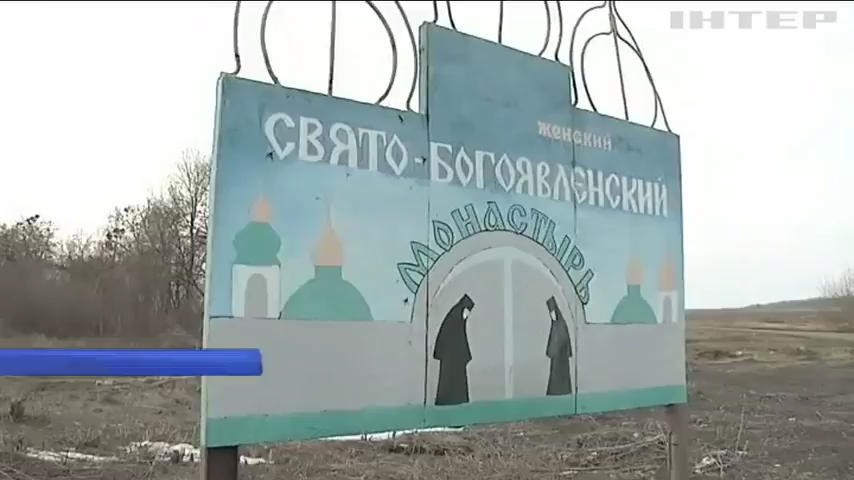 ІНТЕР
женский
СВЯТО-БОГОЯВЛЕНСКИЙ
МОНАСТЫРЬ